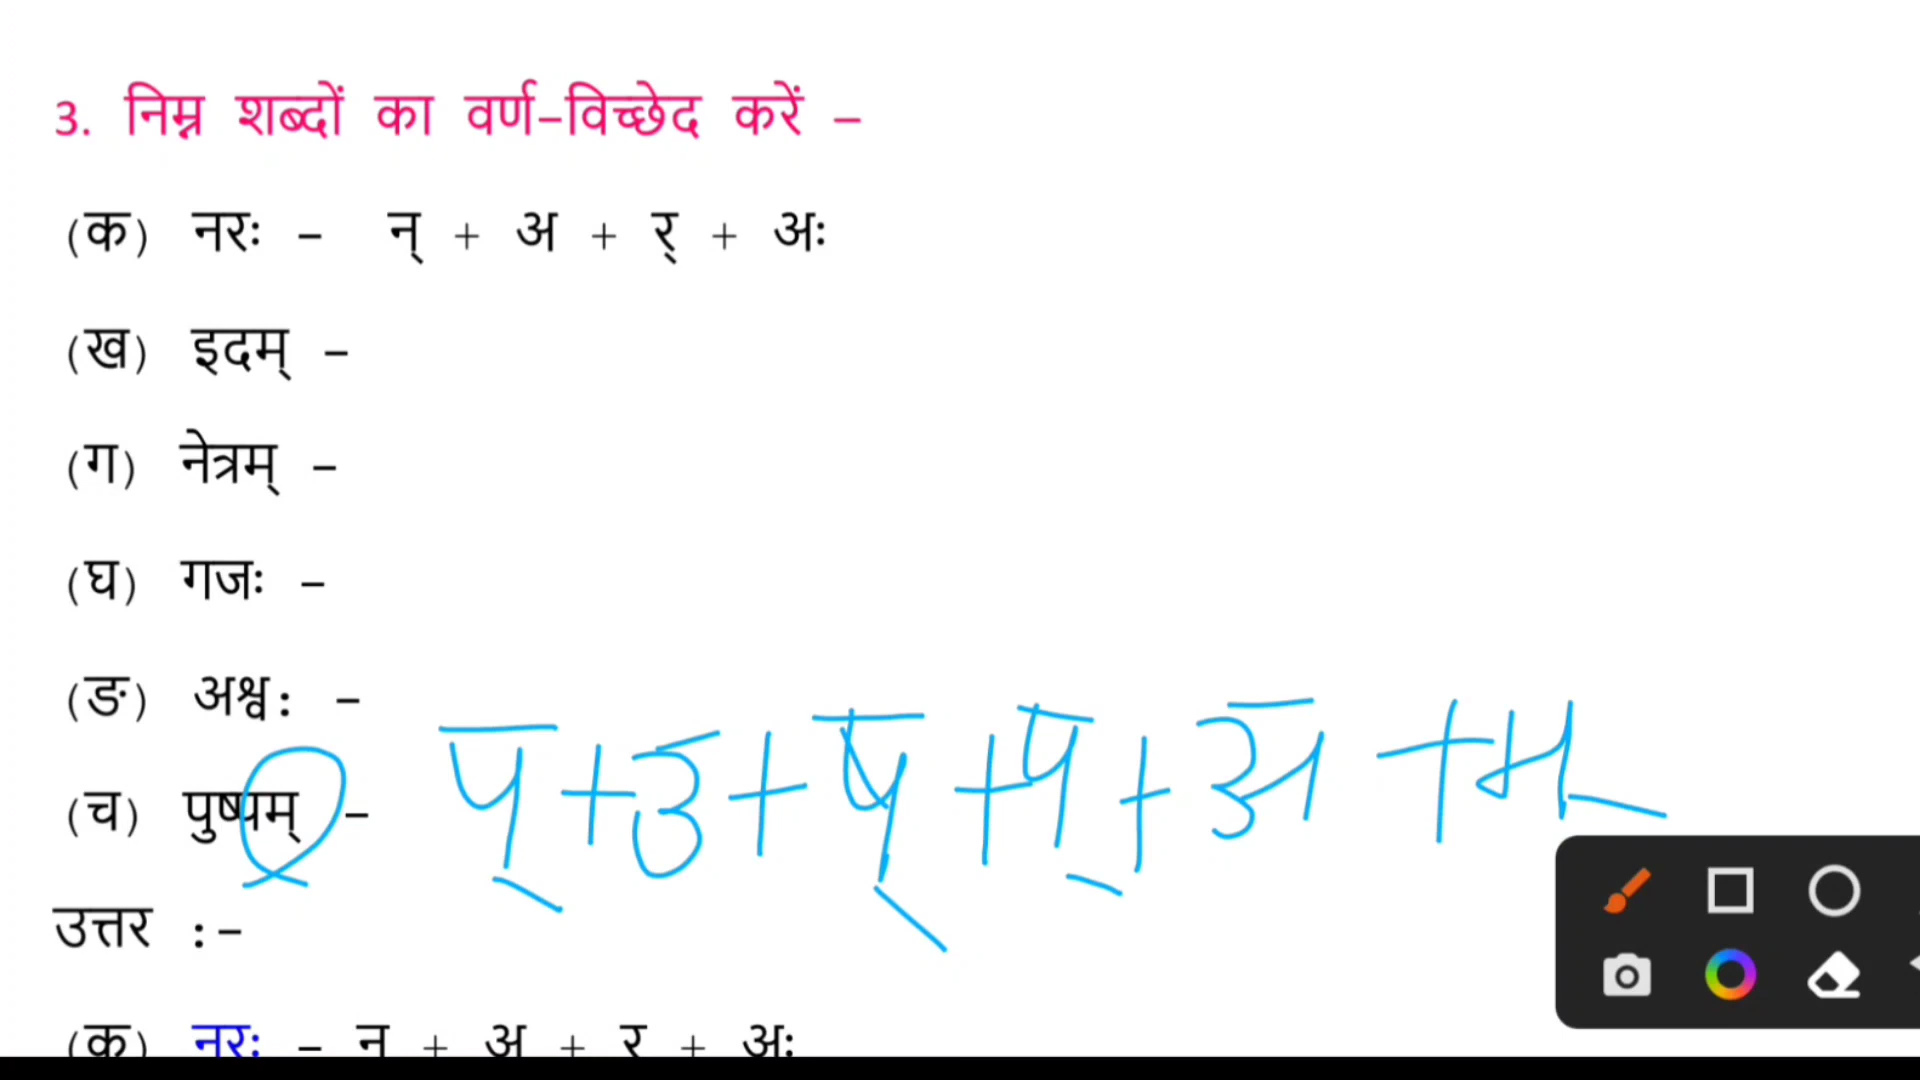 3. निम्न शब्दों का वर्ण-विच्छेद करें -
(क) नरः - न् + अ + र् + अः
(ख) इदम् -
(ग) नेत्रम् -
(घ) गजः -
(ङ) अश्व: -
(च) पुष्पम् - प् + उ + ष् + प् + अ + म्
उत्तर :-
(क) नरः - न + अ + र + अः